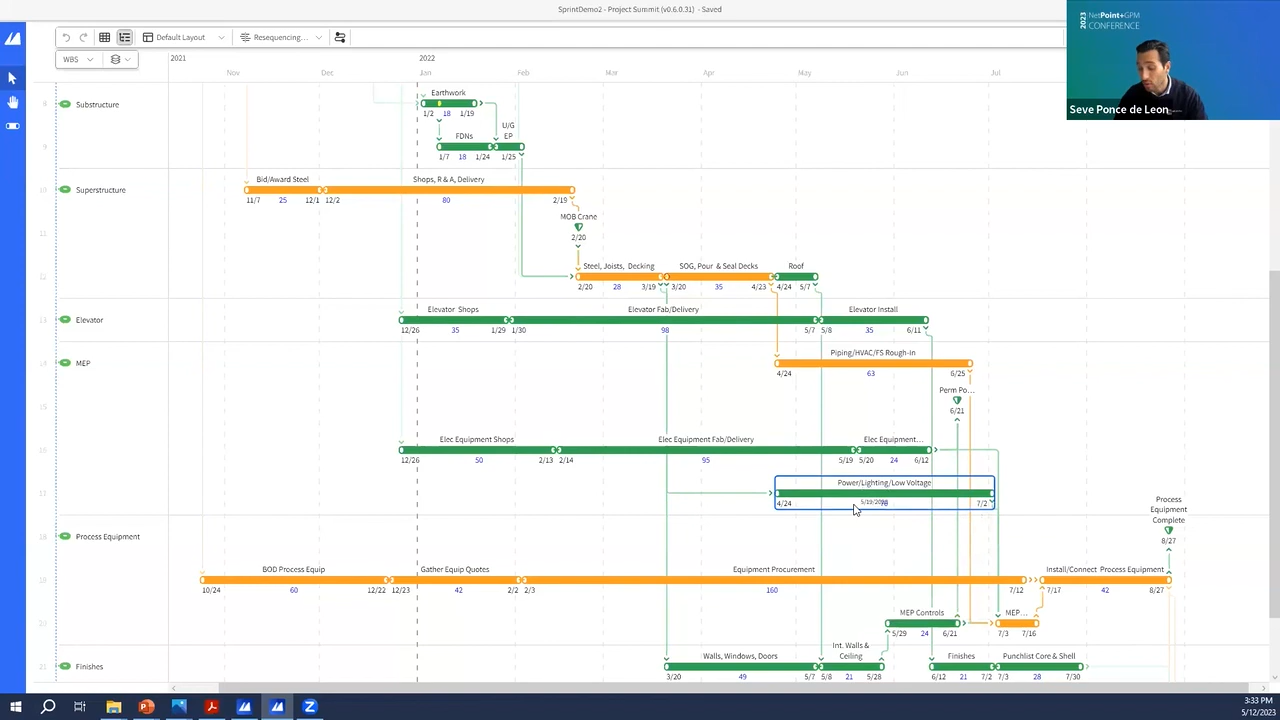 SprintDemo2 - Project Summit (v0.6.0.31) - Saved
2023 NetPoint+GPM
CONFERENCE
Seve Ponce de Leon
Default Layout
Resequencing...
WBS
2021
2022
Nov
Dec
Jan
Feb
Mar
Apr
May
Jun
Jul
Substructure
Earthwork
1/2 18 1/19
U/G
EP
9
FDNs
1/7 18 1/24
1/25
10
Superstructure
Bid/Award Steel
Shops, R & A, Delivery
11/7 25 12/1
12/2 80 2/19
MOB Crane
2/20
11
Steel, Joists, Decking
SOG, Pour & Seal Decks
Roof
2/20 28 3/19
3/20 35 4/23
4/24 5/7
Elevator
Elevator Shops
Elevator Fab/Delivery
Elevator Install
12/26 35 1/29
1/30 98 5/7
5/8 35 6/11
14
MEP
Piping/HVAC/FS Rough-In
4/24 63 6/25
Perm Po...
6/21
15
Elec Equipment Shops
Elec Equipment Fab/Delivery
Elec Equipment...
12/26 50 2/13
2/14 95 5/19
5/20 24 6/12
Power/Lighting/Low Voltage
4/24 70 7/2
Process
Equipment
Complete
8/27
18
Process Equipment
BOD Process Equip
Gather Equip Quotes
Equipment Procurement
Install/Connect Process Equipment
10/24 60 12/22
12/23 42 2/2
2/3 160 7/12
7/17 42 8/27
20
MEP Controls
MEP...
5/29 24 6/21
7/3 7/16
21
Finishes
Walls, Windows, Doors
Int. Walls &
Ceiling
Finishes
Punchlist Core & Shell
3/20 49 5/7
5/8 21 5/28
6/12 21 7/2
7/3 28 7/30
3:33 PM
5/12/2023